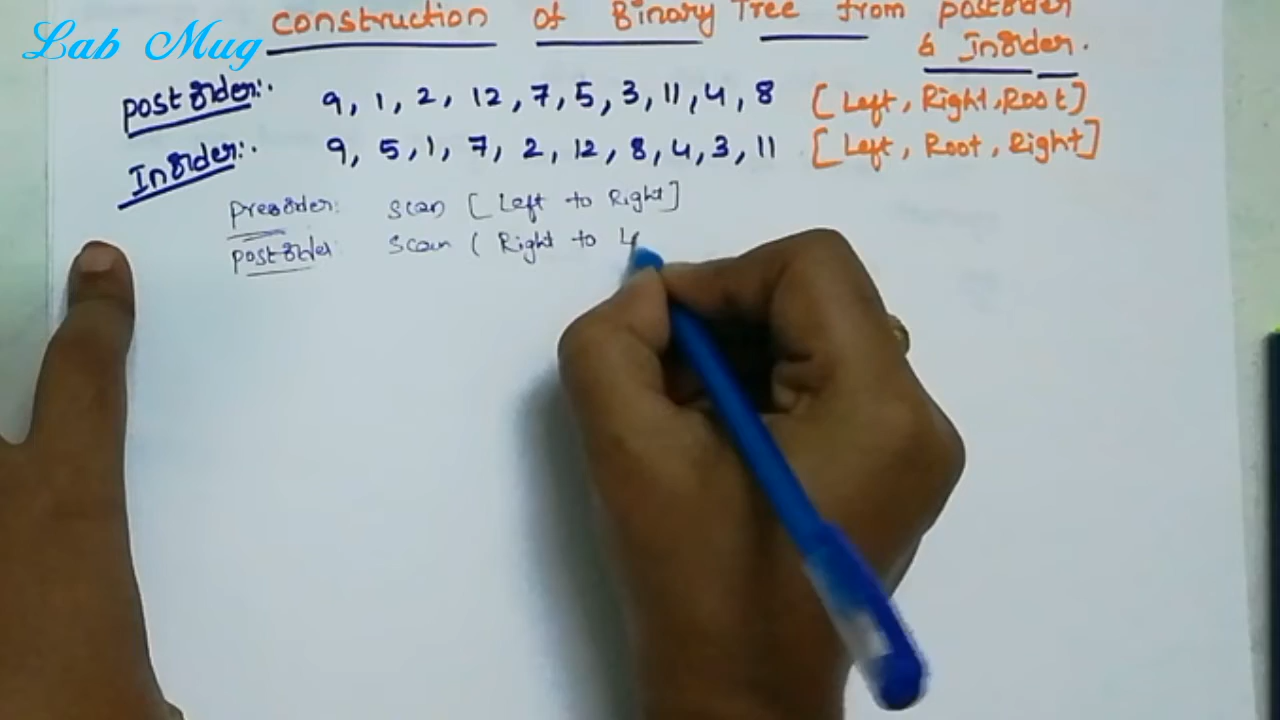 Lab Mug
construction of Binary Tree from postorder
& Inorder.
postorder:- 9, 1, 2, 12, 7, 5, 3, 11, 4, 8 [Left, Right, Root]
Inorder:- 9, 5, 1, 7, 2, 12, 8, 4, 3, 11 [Left, Root, Right]
preorder: scan [Left to Right]
postorder: scan ( Right to L